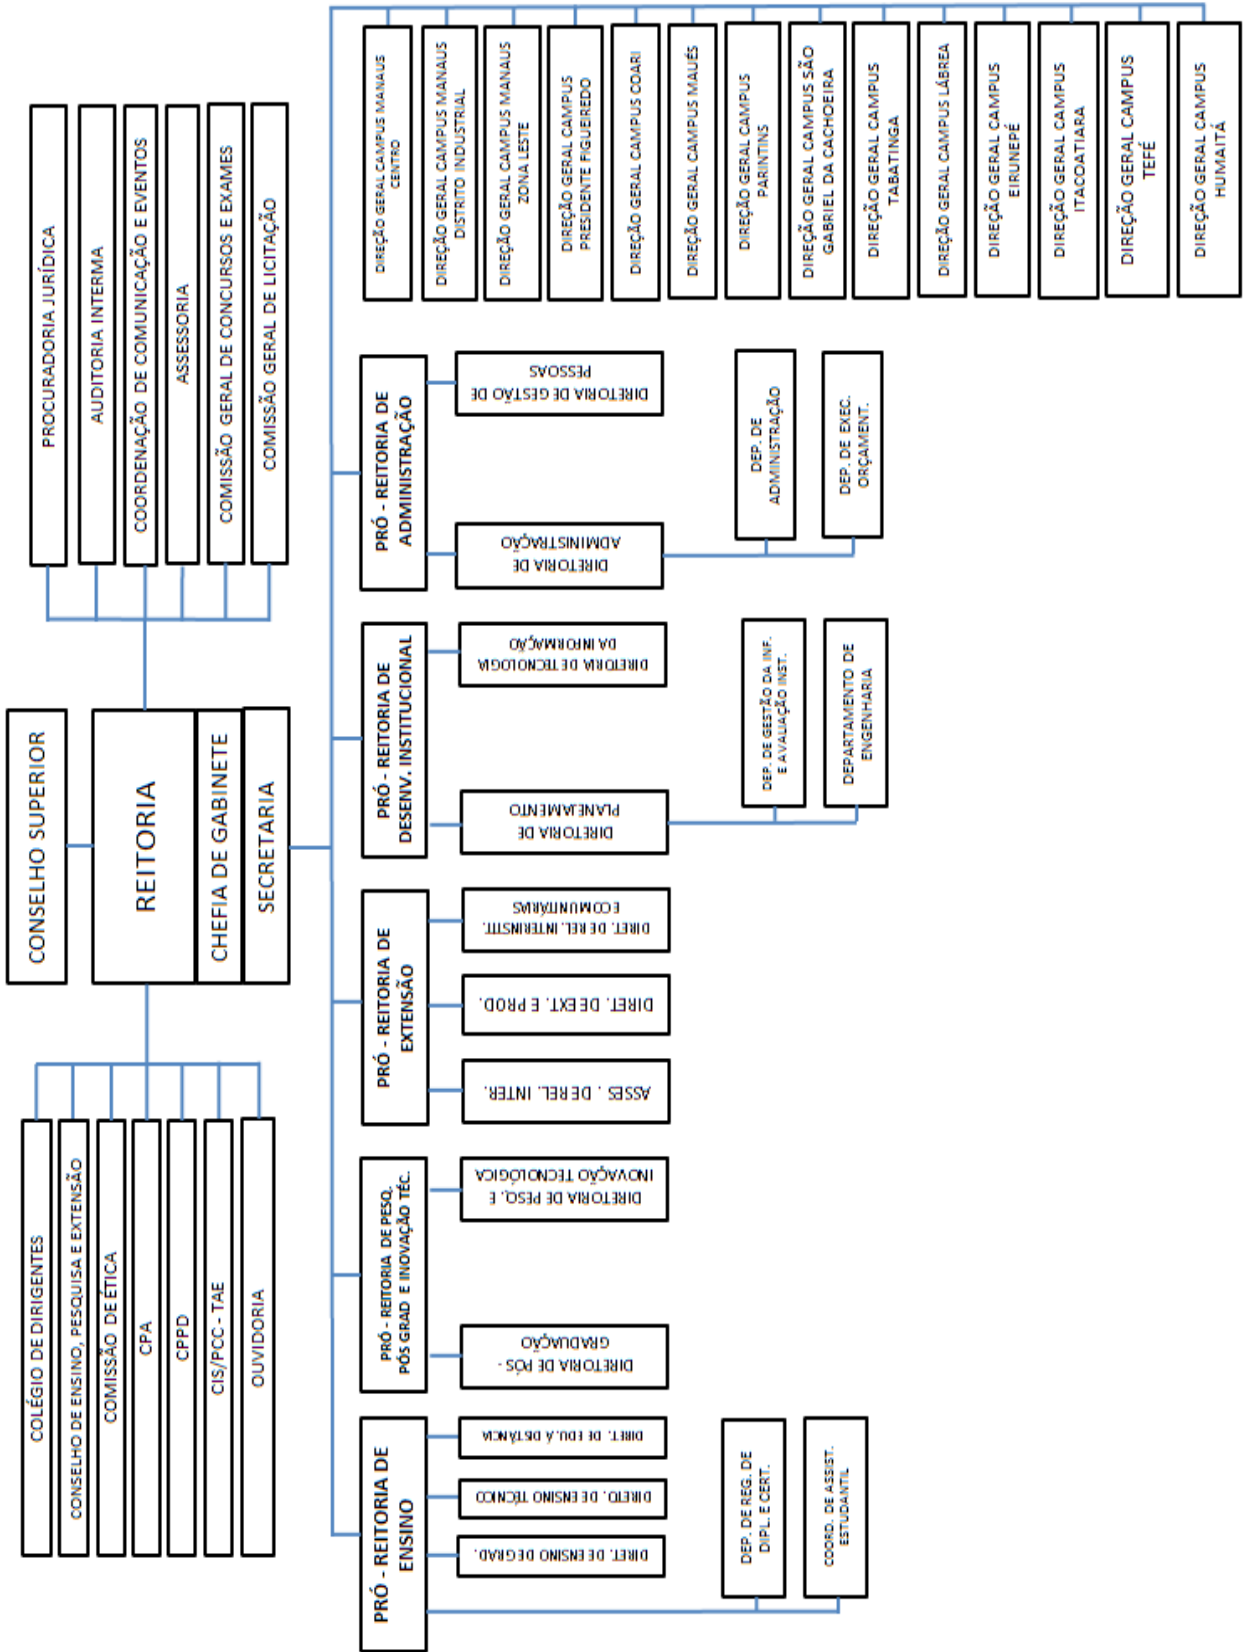 CONSELHO SUPERIOR
REITORIA
CHEFIA DE GABINETE
SECRETARIA
COLÉGIO DE DIRIGENTES
CONSELHO DE ENSINO, PESQUISA E EXTENSÃO
COMISSÃO DE ÉTICA
CPA
CPPD
CIS/PCC - TAE
OUVIDORIA
PROCURADORIA JURÍDICA
AUDITORIA INTERMA
COORDENAÇÃO DE COMUNICAÇÃO E EVENTOS
ASSESSORIA
COMISSÃO GERAL DE CONCURSOS E EXAMES
COMISSÃO GERAL DE LICITAÇÃO
PRÓ - REITORIA DE
ENSINO
DIRET. DE ENSINO DE GRAD.
DIRETO. DE ENSINO TÉCNICO
DIRET. DE EDU. Á DISTÂNCIA
DEP. DE REG. DE
DIPL. E CERT.
COORD. DE ASSIST.
ESTUDANTIL
PRÓ - REITORIA DE PESQ.
PÓS GRAD E INOVAÇÃO TÉC.
DIRETORIA DE PÓS -
GRADUAÇÃO
DIRETORIA DE PESQ. E
INOVAÇÃO TECNOLÓGICA
PRÓ - REITORIA DE
EXTENSÃO
ASSES . DE REL. INTER.
DIRET. DE EXT. E PROD.
DIRET. DE REL. INTERINSTIT.
E COMUNITÁRIAS
PRÓ - REITORIA DE
DESENV. INSTITUCIONAL
DIRETORIA DE
PLANEJAMENTO
DIRETORIA DE TECNOLOGIA
DA INFORMAÇÃO
DEP. DE GESTÃO DA INF.
E AVALIAÇÃO INST.
DEPARTAMENTO DE
ENGENHARIA
PRÓ - REITORIA DE
ADMINISTRAÇÃO
DIRETORIA DE
ADMINISTRAÇÃO
DIRETORIA DE GESTÃO DE
PESSOAS
DEP. DE
ADMINISTRAÇÃO
DEP. DE EXEC.
ORÇAMENT.
DIREÇÃO GERAL CAMPUS MANAUS
CENTRO
DIREÇÃO GERAL CAMPUS MANAUS
DISTRITO INDUSTRIAL
DIREÇÃO GERAL CAMPUS MANAUS
ZONA LESTE
DIREÇÃO GERAL CAMPUS
PRESIDENTE FIGUEIREDO
DIREÇÃO GERAL CAMPUS COARI
DIREÇÃO GERAL CAMPUS MAUÉS
DIREÇÃO GERAL CAMPUS
PARINTINS
DIREÇÃO GERAL CAMPUS SÃO
GABRIEL DA CACHOEIRA
DIREÇÃO GERAL CAMPUS
TABATINGA
DIREÇÃO GERAL CAMPUS LÁBREA
DIREÇÃO GERAL CAMPUS
EIRUNEPÉ
DIREÇÃO GERAL CAMPUS
ITACOATIARA
DIREÇÃO GERAL CAMPUS
TEFÉ
DIREÇÃO GERAL CAMPUS
HUMAITÁ